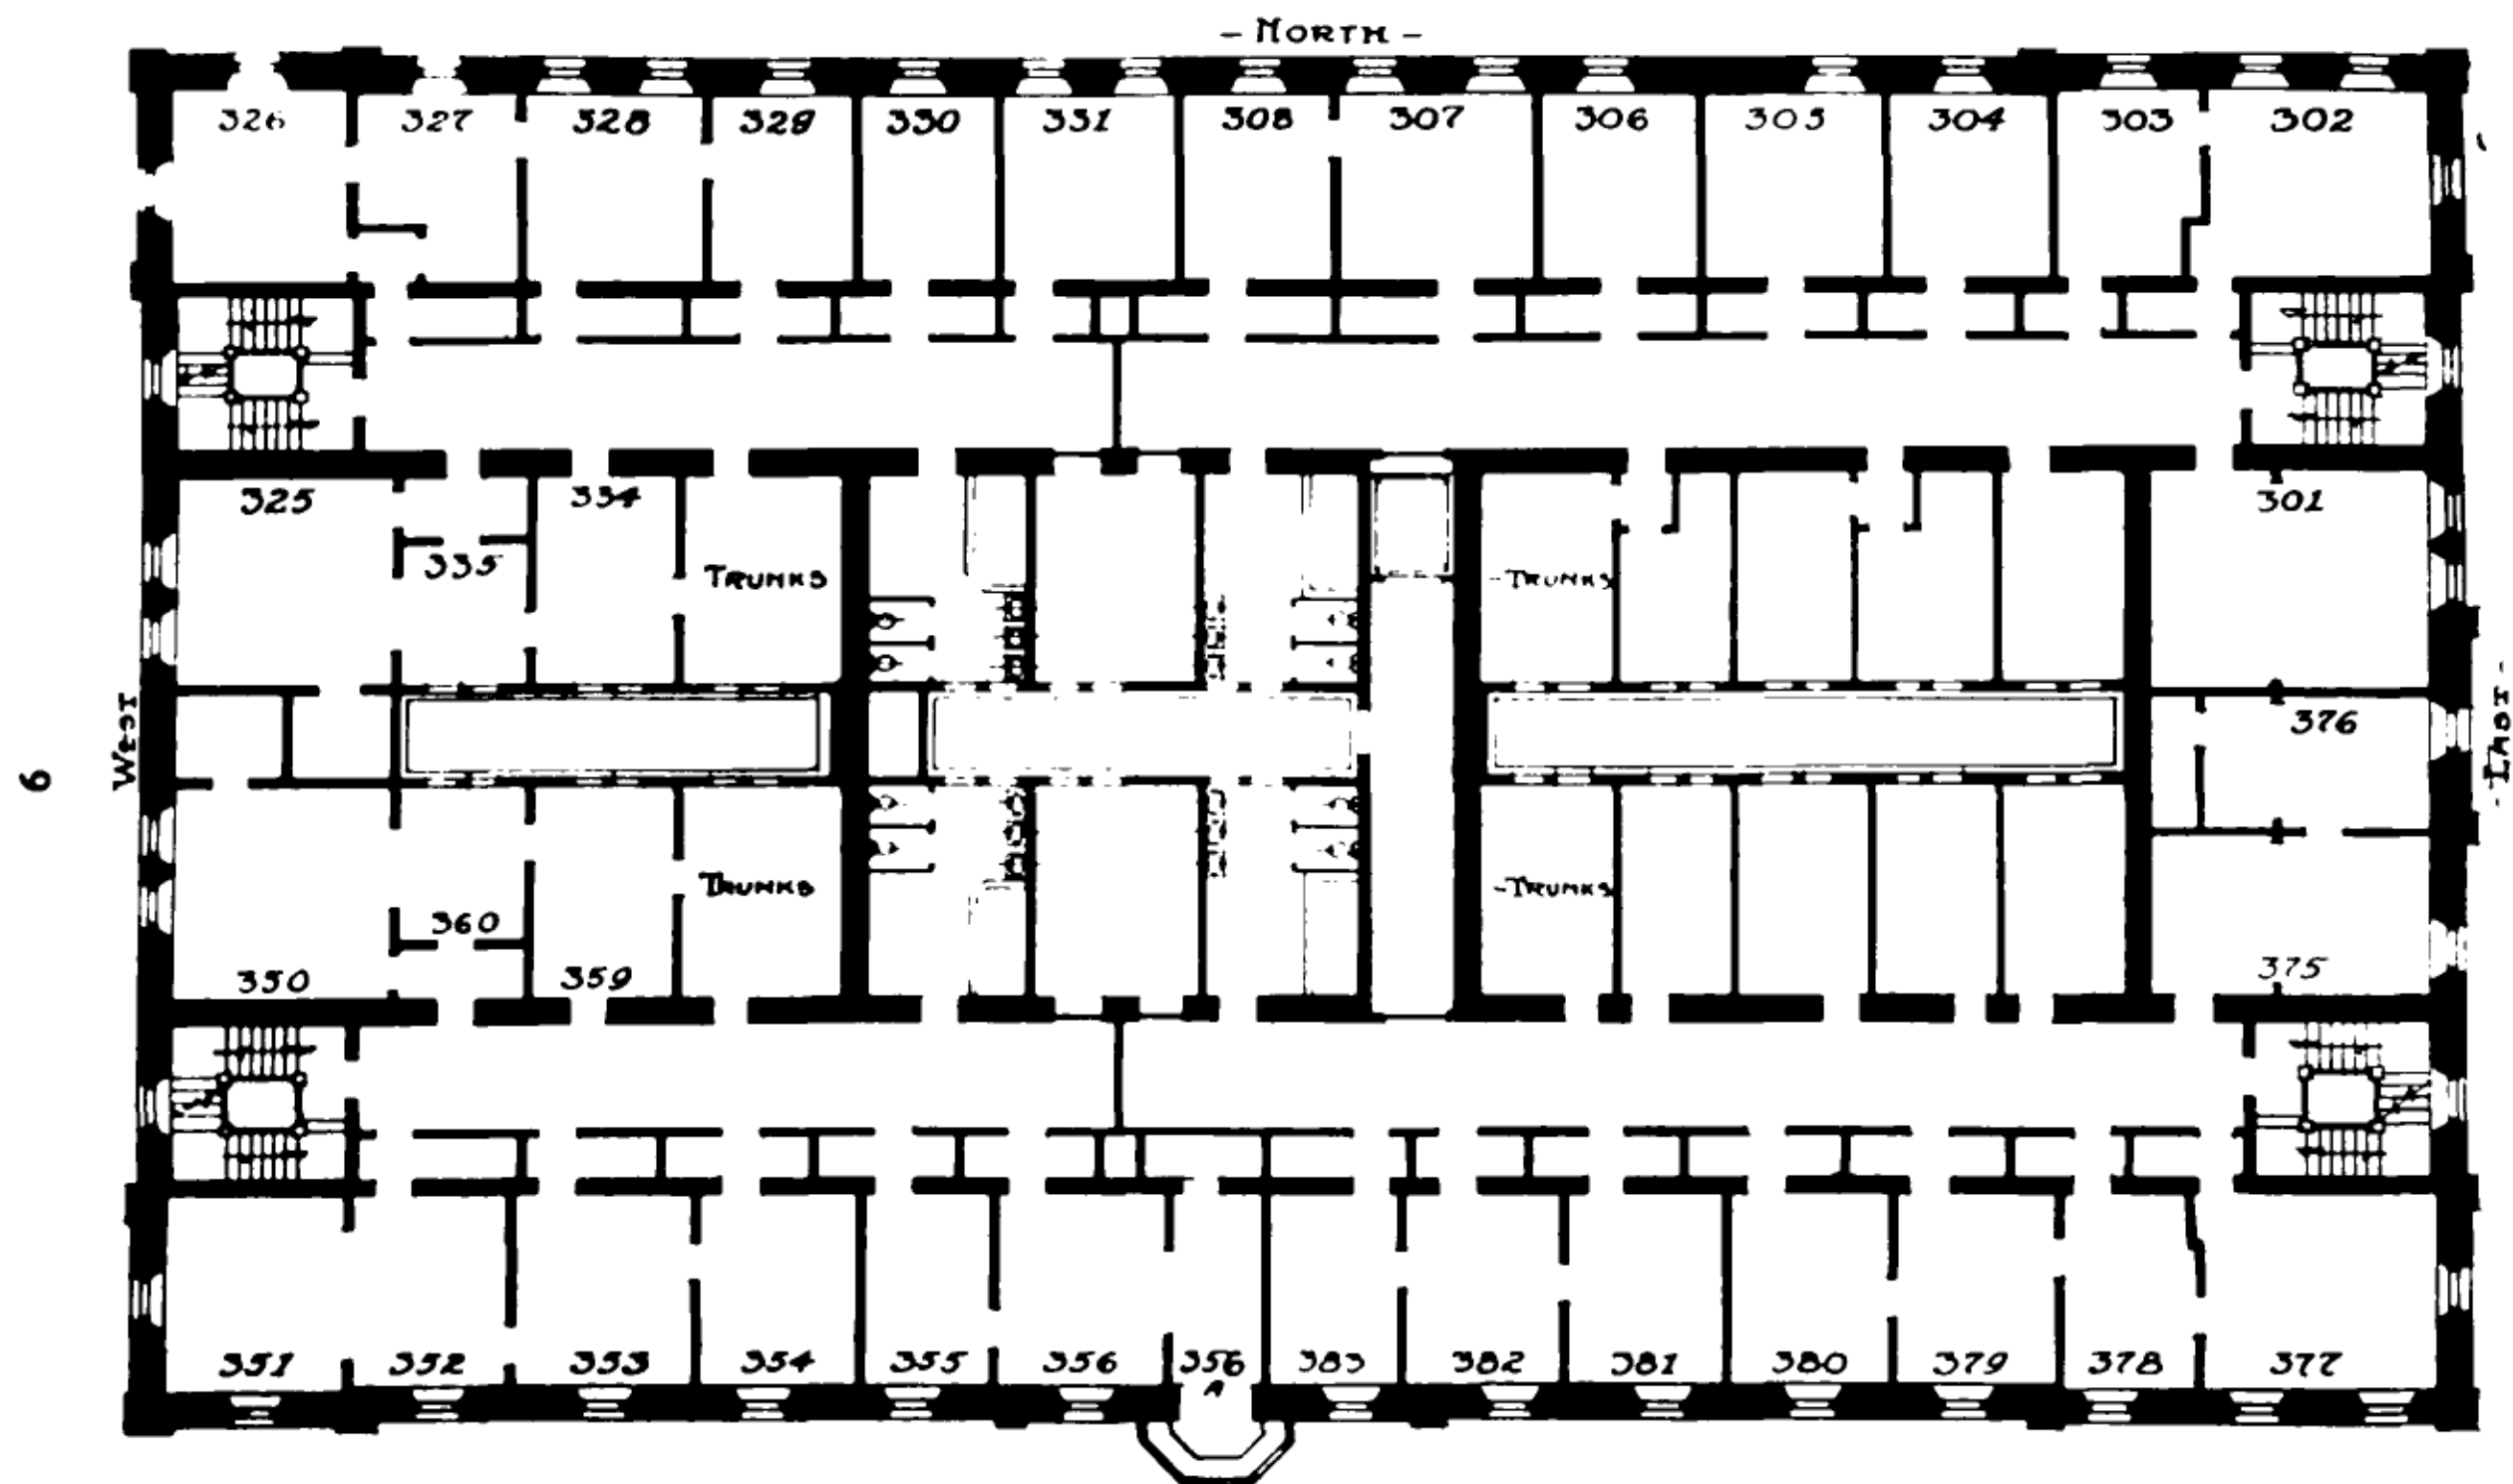 - NORTH -
326 327 328 329 330 331 308 307 306 305 304 303 302
325 334 301
335 TRUNKS -TRUNKS
WEST 376 - EAST -
6
360 TRUNKS -TRUNKS
350 359 375
351 352 353 354 355 356 356 383 382 381 380 379 378 377
A